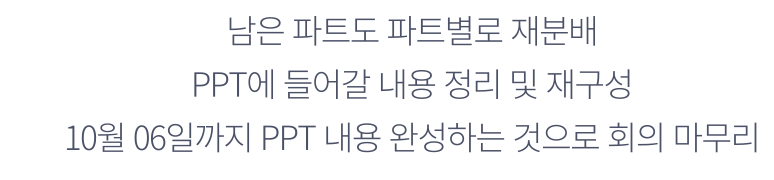 남은 파트도 파트별로 재분배
PPT에 들어갈 내용 정리 및 재구성
10월 06일까지 PPT 내용 완성하는 것으로 회의 마무리